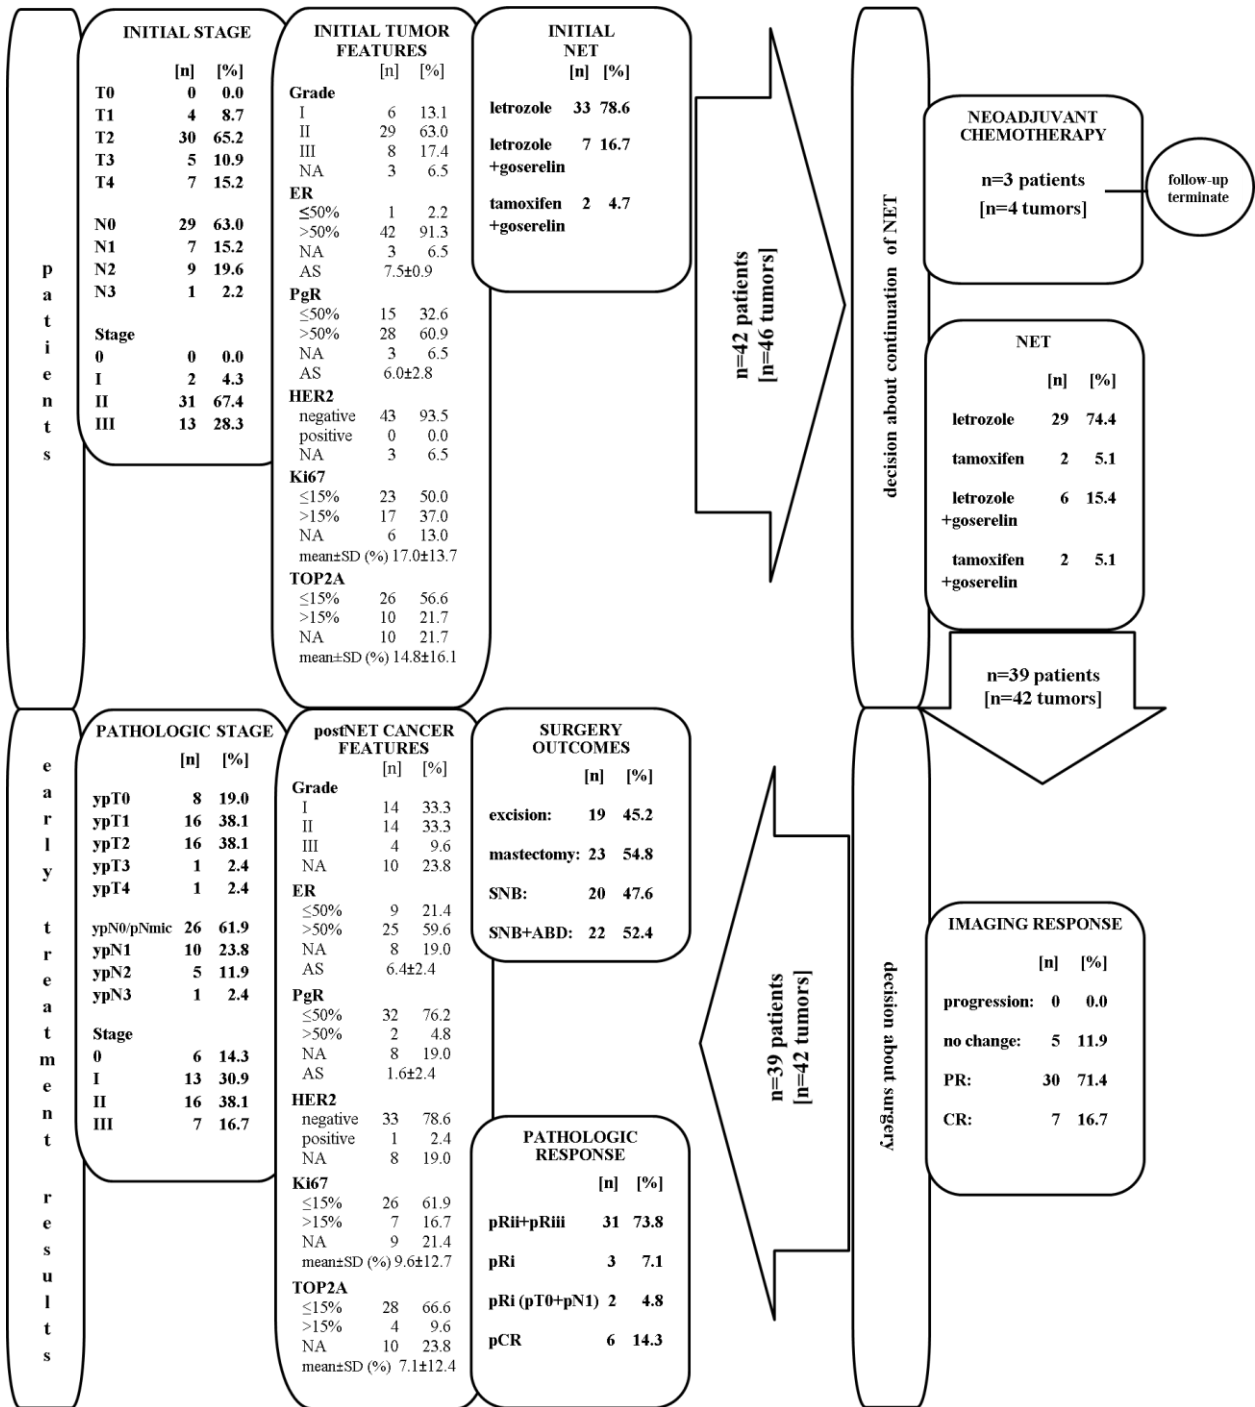 patients
INITIAL STAGE
[n] [%]
T0 0 0.0
T1 4 8.7
T2 30 65.2
T3 5 10.9
T4 7 15.2
N0 29 63.0
N1 7 15.2
N2 9 19.6
N3 1 2.2
Stage
0 0 0.0
I 2 4.3
II 31 67.4
III 13 28.3
INITIAL TUMOR
FEATURES
[n] [%]
Grade
I 6 13.1
II 29 63.0
III 8 17.4
NA 3 6.5
ER
≤50% 1 2.2
>50% 42 91.3
NA 3 6.5
AS 7.5±0.9
PgR
≤50% 15 32.6
>50% 28 60.9
NA 3 6.5
AS 6.0±2.8
HER2
negative 43 93.5
positive 0 0.0
NA 3 6.5
Ki67
≤15% 23 50.0
>15% 17 37.0
NA 6 13.0
mean±SD (%) 17.0±13.7
TOP2A
≤15% 26 56.6
>15% 10 21.7
NA 10 21.7
mean±SD (%) 14.8±16.1
INITIAL
NET
[n] [%]
letrozole 33 78.6
letrozole 7 16.7
+goserelin
tamoxifen 2 4.7
+goserelin
n=42 patients
[n=46 tumors]
decision about continuation of NET
NEOADJUVANT
CHEMOTHERAPY
n=3 patients
[n=4 tumors]
follow-up
terminate
NET
[n] [%]
letrozole 29 74.4
tamoxifen 2 5.1
letrozole 6 15.4
+goserelin
tamoxifen 2 5.1
+goserelin
n=39 patients
[n=42 tumors]
decision about surgery
IMAGING RESPONSE
[n] [%]
progression: 0 0.0
no change: 5 11.9
PR: 30 71.4
CR: 7 16.7
n=39 patients
[n=42 tumors]
early treatment results
PATHOLOGIC STAGE
[n] [%]
ypT0 8 19.0
ypT1 16 38.1
ypT2 16 38.1
ypT3 1 2.4
ypT4 1 2.4
ypN0/pNmic 26 61.9
ypN1 10 23.8
ypN2 5 11.9
ypN3 1 2.4
Stage
0 6 14.3
I 13 30.9
II 16 38.1
III 7 16.7
postNET CANCER
FEATURES
[n] [%]
Grade
I 14 33.3
II 14 33.3
III 4 9.6
NA 10 23.8
ER
≤50% 9 21.4
>50% 25 59.6
NA 8 19.0
AS 6.4±2.4
PgR
≤50% 32 76.2
>50% 2 4.8
NA 8 19.0
AS 1.6±2.4
HER2
negative 33 78.6
positive 1 2.4
NA 8 19.0
Ki67
≤15% 26 61.9
>15% 7 16.7
NA 9 21.4
mean±SD (%) 9.6±12.7
TOP2A
≤15% 28 66.6
>15% 4 9.6
NA 10 23.8
mean±SD (%) 7.1±12.4
SURGERY
OUTCOMES
[n] [%]
excision: 19 45.2
mastectomy: 23 54.8
SNB: 20 47.6
SNB+ABD: 22 52.4
PATHOLOGIC
RESPONSE
[n] [%]
pRii+pRiii 31 73.8
pRi 3 7.1
pRi (pT0+pN1) 2 4.8
pCR 6 14.3